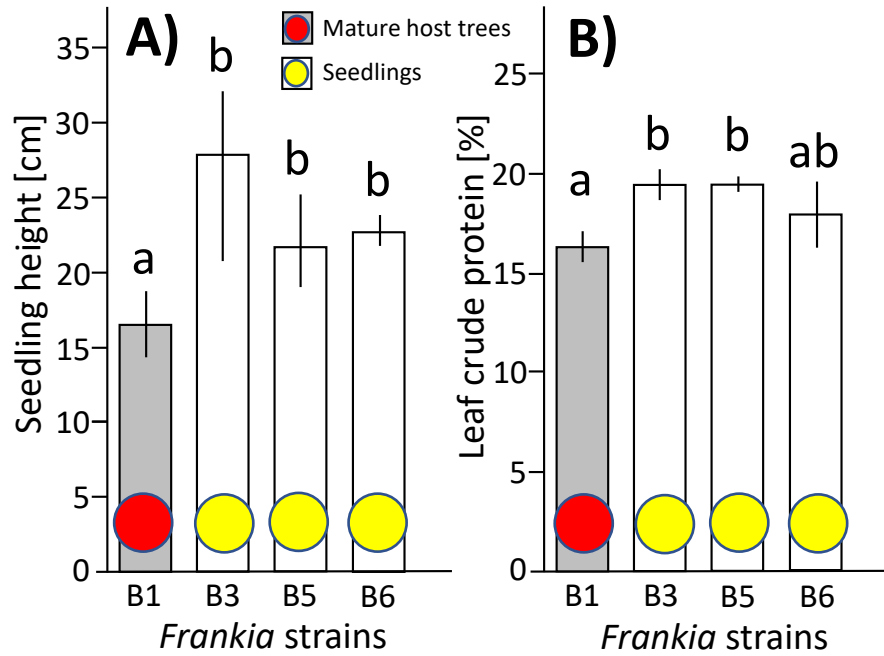 A)
Mature host trees
Seedlings
Seedling height [cm]
35
30
25
20
15
10
5
0
a
b
b
b
B1 B3 B5 B6
Frankia strains
B)
Leaf crude protein [%]
25
20
15
10
5
0
a
b
b
ab
B1 B3 B5 B6
Frankia strains